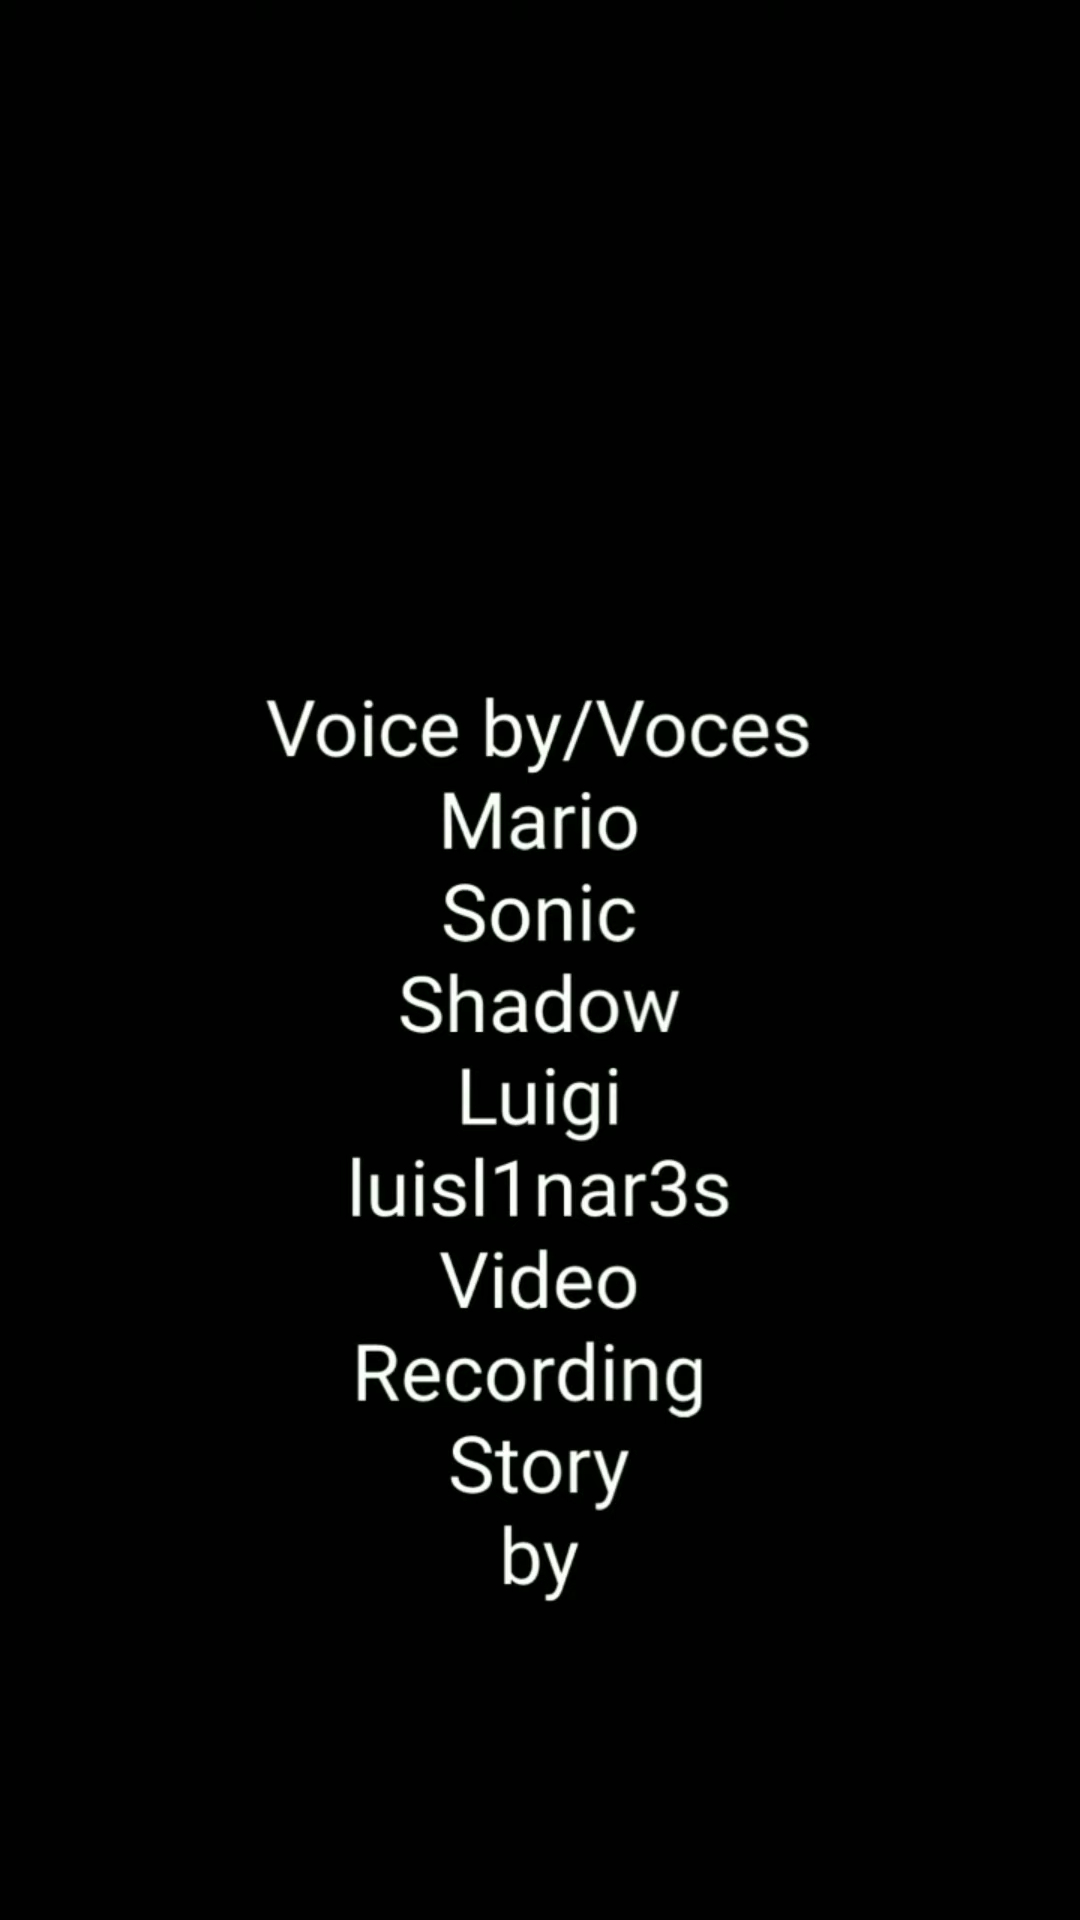 Voice by/Voces
Mario
Sonic
Shadow
Luigi
luisl1nar3s
Video
Recording
Story
by